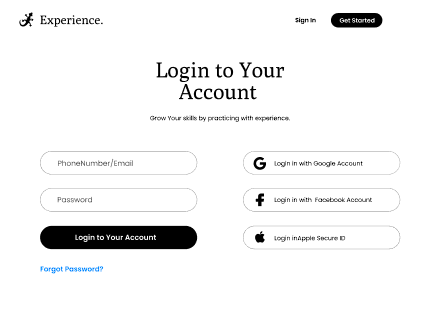 Experience.
Sign In
Get Started
Login to Your
Account
Grow Your skills by practicing with experience.
PhoneNumber/Email
Password
Login to Your Account
Forgot Password?
Login in with Google Account
Login in with Facebook Account
Login inApple Secure ID